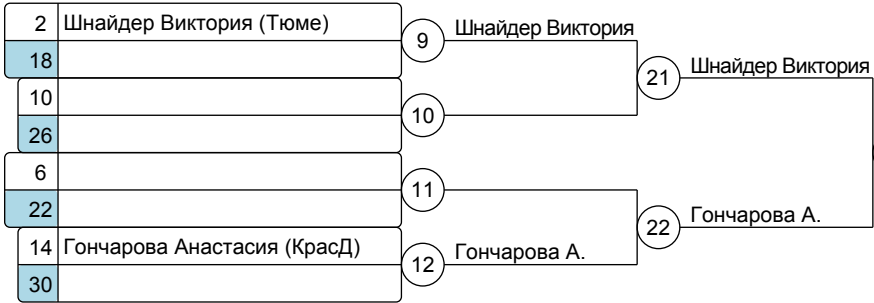 2 Шнайдер Виктория (Тюме)
18
9 Шнайдер Виктория
10
26
10
21 Шнайдер Виктория
6
22
11
14 Гончарова Анастасия (КрасД)
30
12 Гончарова А.
22 Гончарова А.